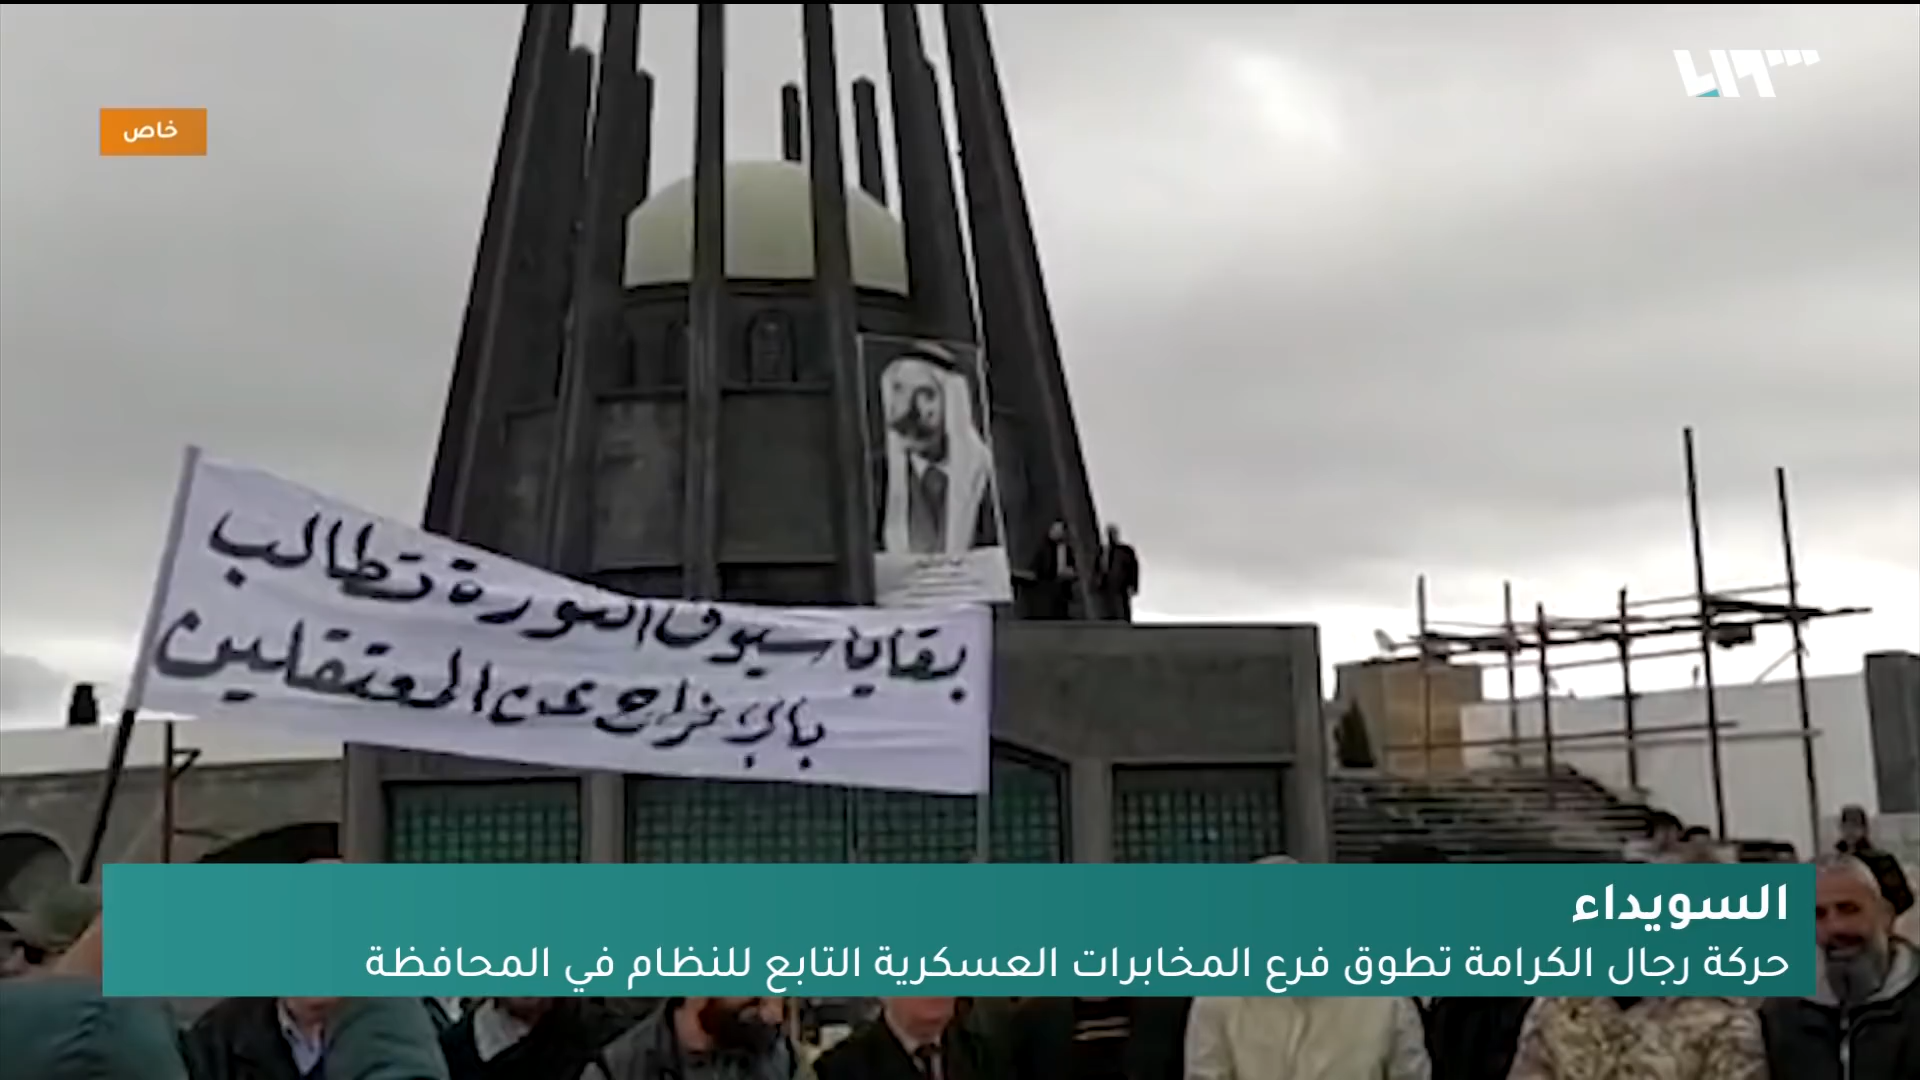 خاص
بقايا سيوف الثورة تطالب
بالإفراج عن المعتقلين
السويداء
حركة رجال الكرامة تطوق فرع المخابرات العسكرية التابع للنظام في المحافظة